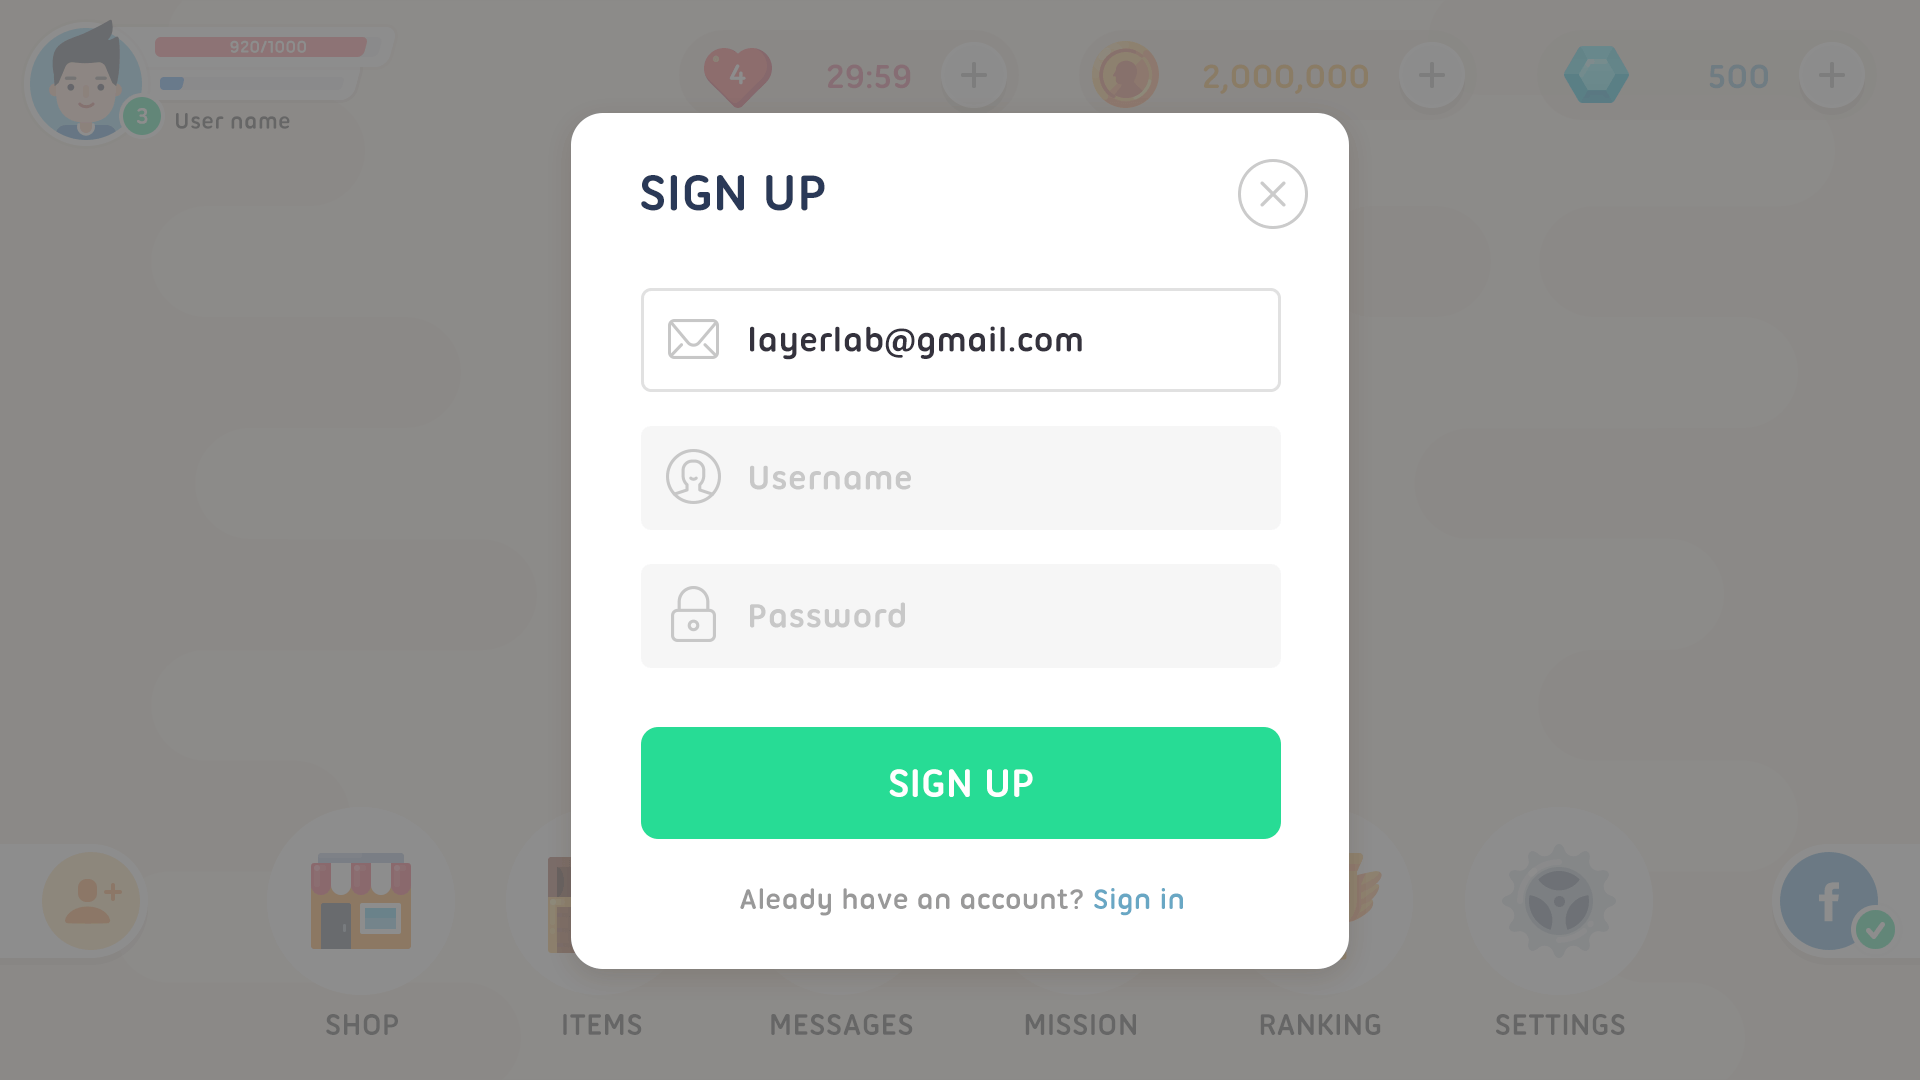 920/1000
3
User name
4
29:59
2,000,000
500
SIGN UP
layerlab@gmail.com
Username
Password
SIGN UP
Aleady have an account? Sign in
f
SHOP
ITEMS
MESSAGES
MISSION
RANKING
SETTINGS